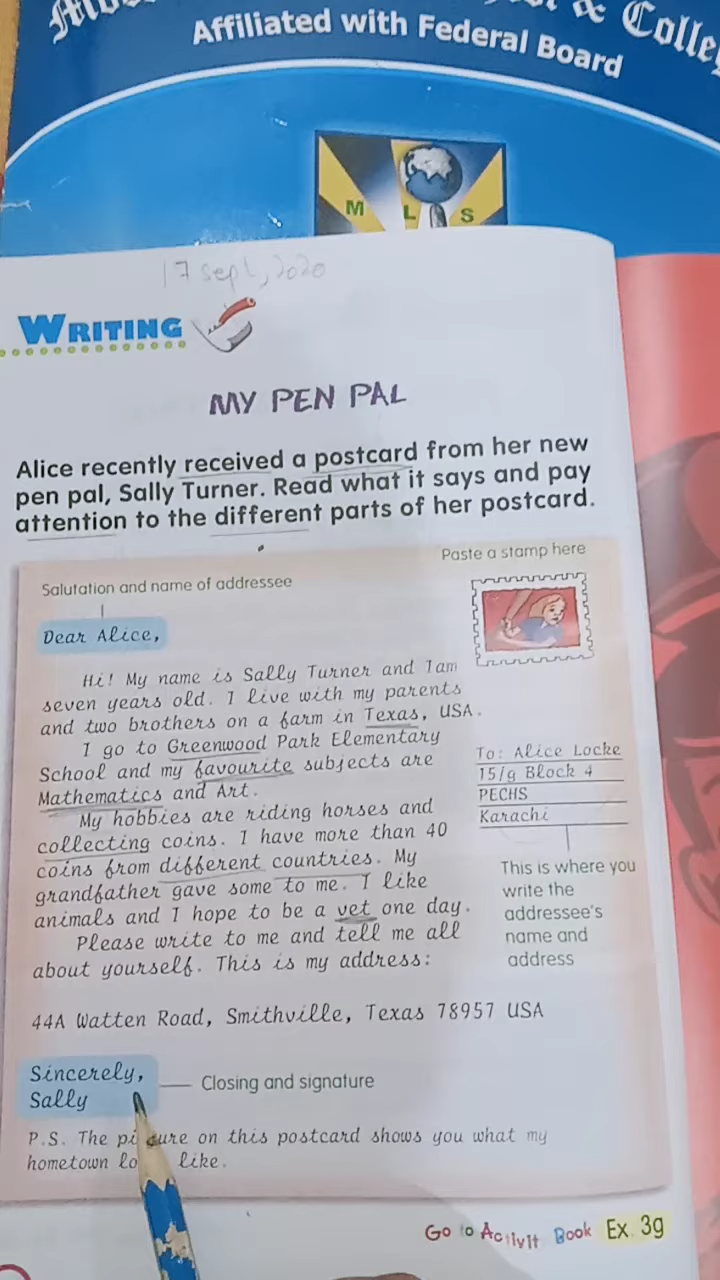 & Colle
Affiliated with Federal Board
M L S
17 sept, 2020
WRITING
MY PEN PAL
Alice recently received a postcard from her new
pen pal, Sally Turner. Read what it says and pay
attention to the different parts of her postcard.
Paste a stamp here
Salutation and name of addressee
Dear Alice,
Hi! My name is Sally Turner and I am
seven years old. I live with my parents
and two brothers on a farm in Texas, USA.
I go to Greenwood Park Elementary
School and my favourite subjects are
Mathematics and Art.
My hobbies are riding horses and
collecting coins. I have more than 40
coins from different countries. My
grandfather gave some to me. I like
animals and I hope to be a vet one day.
Please write to me and tell me all
about yourself. This is my address:
To: Alice Locke
15/g Block 4
PECHS
Karachi
This is where you
write the
addressee's
name and
address
44A Watten Road, Smithville, Texas 78957 USA
Sincerely,
Sally
Closing and signature
P.S. The picture on this postcard shows you what my
hometown like.
Go to Activity Book Ex. 3g